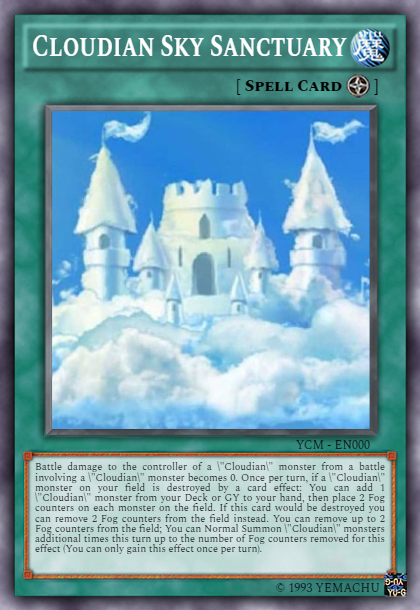 CLOUDIAN SKY SANCTUARY 魔
[ SPELL CARD ]
YCM - EN000
Battle damage to the controller of a \"Cloudian\" monster from a battle
involving a \"Cloudian\" monster becomes 0. Once per turn, if a \"Cloudian\"
monster on your field is destroyed by a card effect: You can add 1
\"Cloudian\" monster from your Deck or GY to your hand, then place 2 Fog
counters on each monster on the field. If this card would be destroyed you
can remove 2 Fog counters from the field instead. You can remove up to 2
Fog counters from the field; You can Normal Summon \"Cloudian\" monsters
additional times this turn up to the number of Fog counters removed for this
effect (You can only gain this effect once per turn).
© 1993 YEMACHU